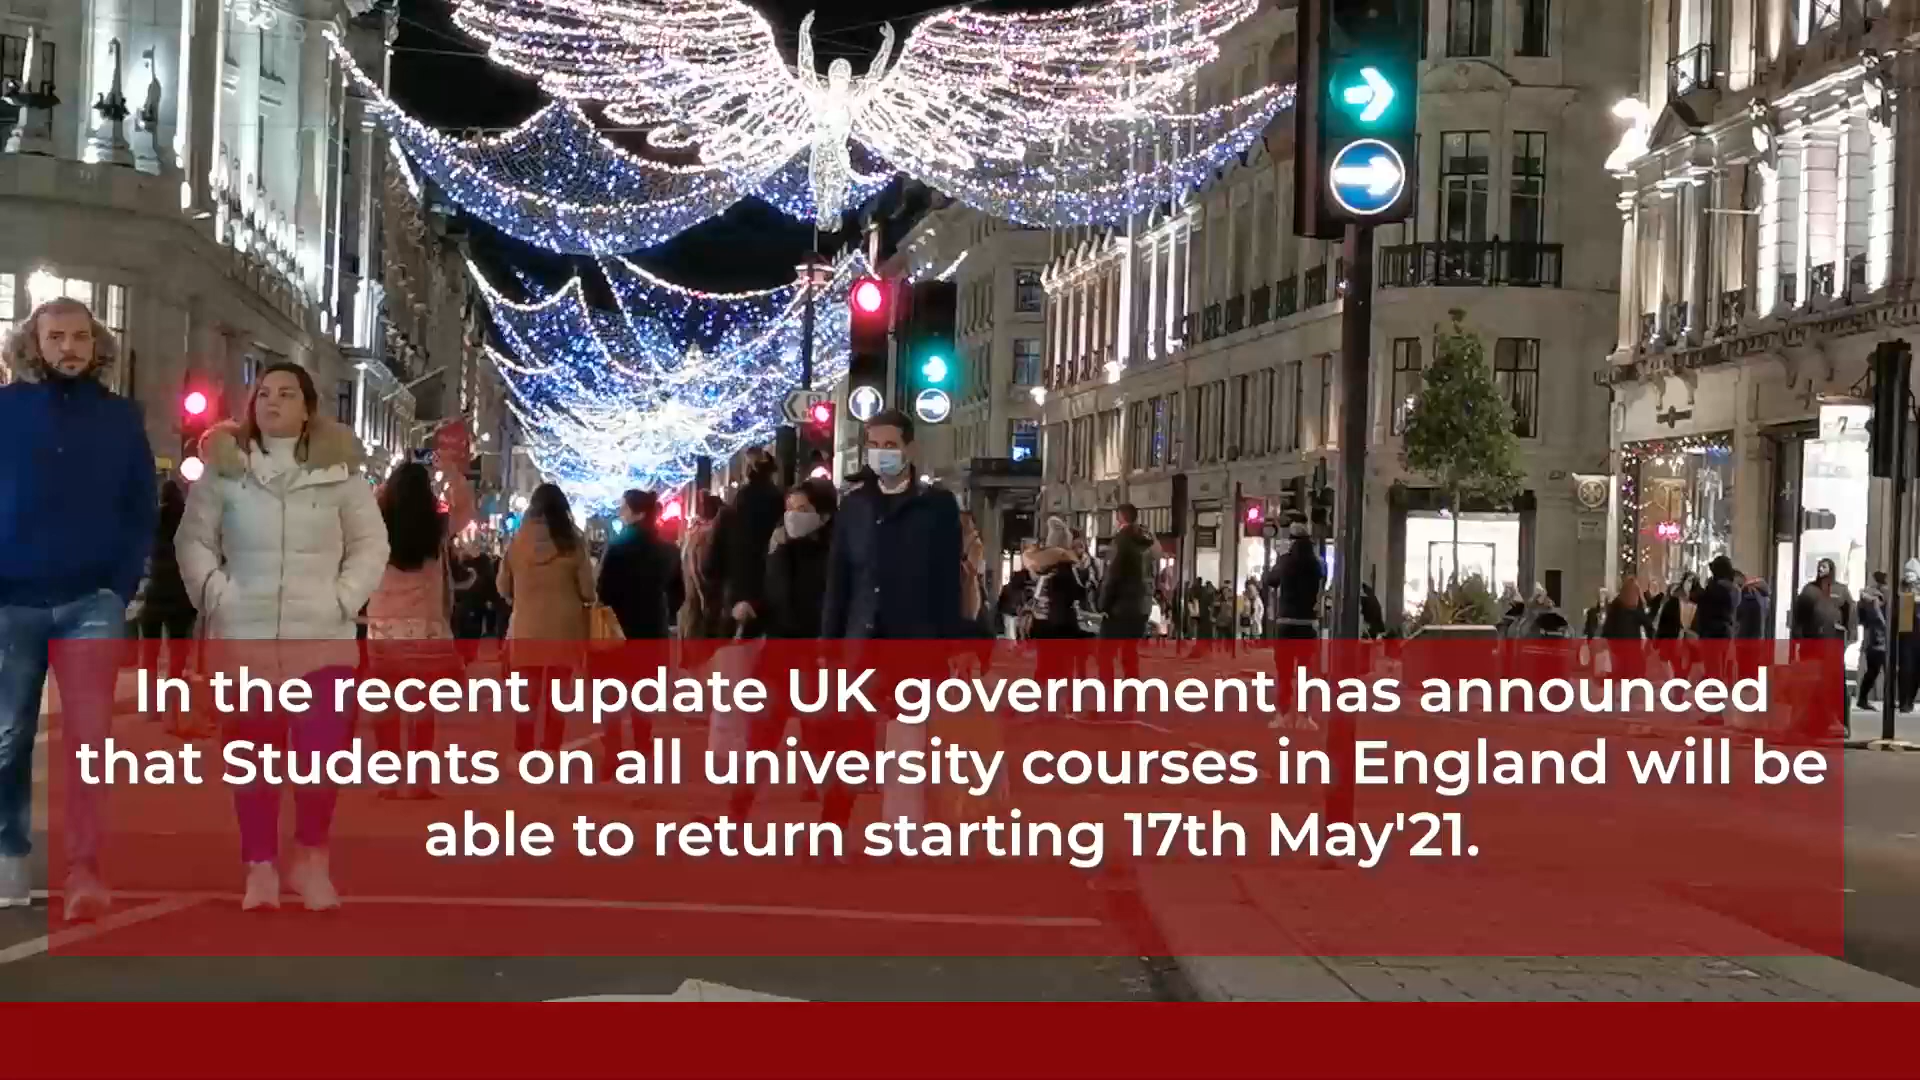 In the recent update UK government has announced
that Students on all university courses in England will be
able to return starting 17th May'21.